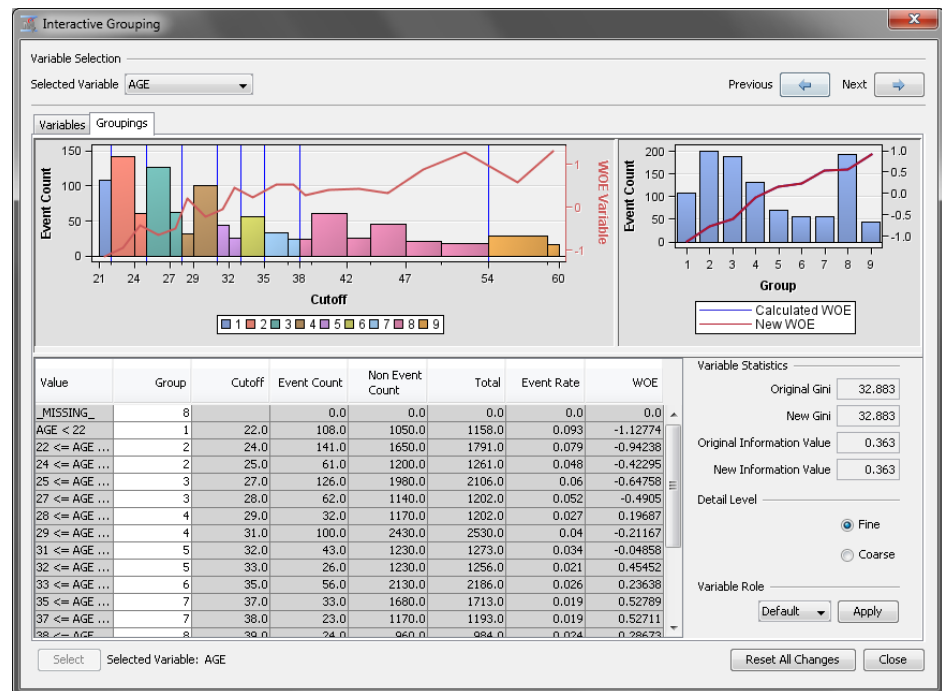 Interactive Grouping
Variable Selection
Selected Variable AGE Previous Next
Variables Groupings
150
100
50
0
Event Count
1
0
-1
WOE Variable
21 24 27 29 32 35 38 42 47 54 60
Cutoff
1 2 3 4 5 6 7 8 9
200
150
100
50
0
Event Count
1.0
0.5
0.0
-0.5
-1.0
1 2 3 4 5 6 7 8 9
Group
Calculated WOE
New WOE
Value Group Cutoff Event Count Non Event Count Total Event Rate WOE
_MISSING_ 8 0.0 0.0 0.0 0.0 0.0
AGE < 22 1 22.0 108.0 1050.0 1158.0 0.093 -1.12774
22 <= AGE ... 2 24.0 141.0 1650.0 1791.0 0.079 -0.94238
24 <= AGE ... 2 25.0 61.0 1200.0 1261.0 0.048 -0.42295
25 <= AGE ... 3 27.0 126.0 1980.0 2106.0 0.06 -0.64758
27 <= AGE ... 3 28.0 62.0 1140.0 1202.0 0.052 -0.4905
28 <= AGE ... 4 29.0 32.0 1170.0 1202.0 0.027 0.19687
29 <= AGE ... 4 31.0 100.0 2430.0 2530.0 0.04 -0.21167
31 <= AGE ... 5 32.0 43.0 1230.0 1273.0 0.034 -0.04858
32 <= AGE ... 5 33.0 26.0 1230.0 1256.0 0.021 0.45452
33 <= AGE ... 6 35.0 56.0 2130.0 2186.0 0.026 0.23638
35 <= AGE ... 7 37.0 33.0 1680.0 1713.0 0.019 0.52789
37 <= AGE ... 7 38.0 23.0 1170.0 1193.0 0.019 0.52711
38 <= AGE 8 39.0 24.0 960.0 984.0 0.024 0.28673
Variable Statistics
Original Gini 32.883
New Gini 32.883
Original Information Value 0.363
New Information Value 0.363
Detail Level
Fine
Coarse
Variable Role
Default Apply
Select Selected Variable: AGE Reset All Changes Close